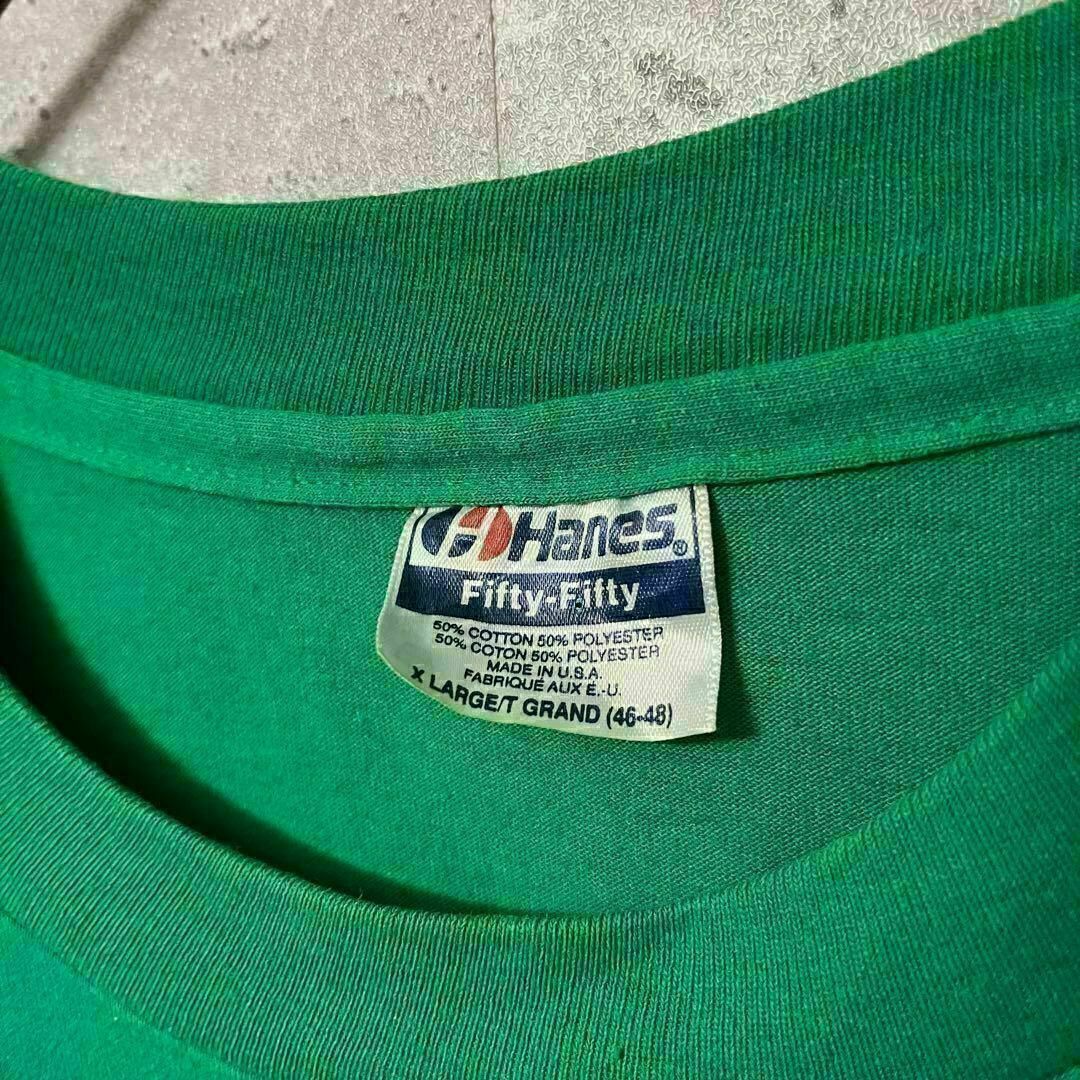 Hanes®
Fifty-Fifty
50% COTTON 50% POLYESTER
50% COTON 50% POLYESTER
MADE IN U.S.A.
FABRIQUÉ AUX É.-U.
X LARGE/T GRAND (46-48)